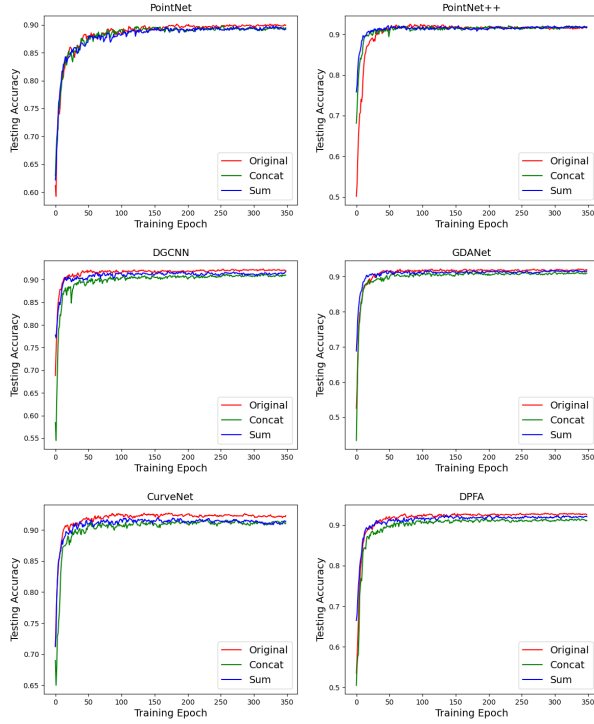 PointNet
Testing Accuracy
0.90
0.85
0.80
0.75
0.70
0.65
0.60
Original
Concat
Sum
0 50 100 150 200 250 300 350
Training Epoch
PointNet++
Testing Accuracy
0.9
0.8
0.7
0.6
0.5
Original
Concat
Sum
0 50 100 150 200 250 300 350
Training Epoch
DGCNN
Testing Accuracy
0.90
0.85
0.80
0.75
0.70
0.65
0.60
0.55
Original
Concat
Sum
0 50 100 150 200 250 300 350
Training Epoch
GDANet
Testing Accuracy
0.9
0.8
0.7
0.6
0.5
Original
Concat
Sum
0 50 100 150 200 250 300 350
Training Epoch
CurveNet
Testing Accuracy
0.90
0.85
0.80
0.75
0.70
0.65
Original
Concat
Sum
0 50 100 150 200 250 300 350
Training Epoch
DPFA
Testing Accuracy
0.9
0.8
0.7
0.6
0.5
Original
Concat
Sum
0 50 100 150 200 250 300 350
Training Epoch